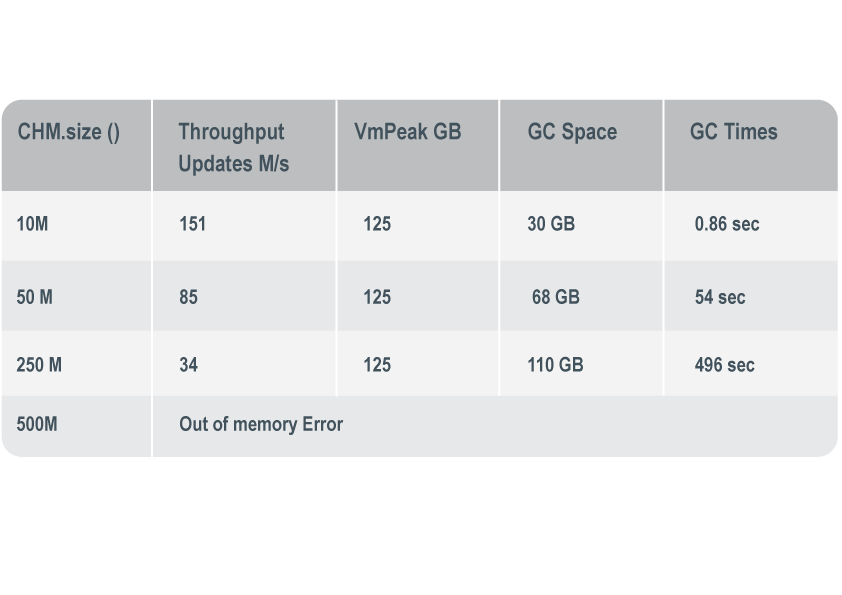 CHM.size () Throughput VmPeak GB GC Space GC Times
Updates M/s
10M 151 125 30 GB 0.86 sec
50 M 85 125 68 GB 54 sec
250 M 34 125 110 GB 496 sec
500M Out of memory Error